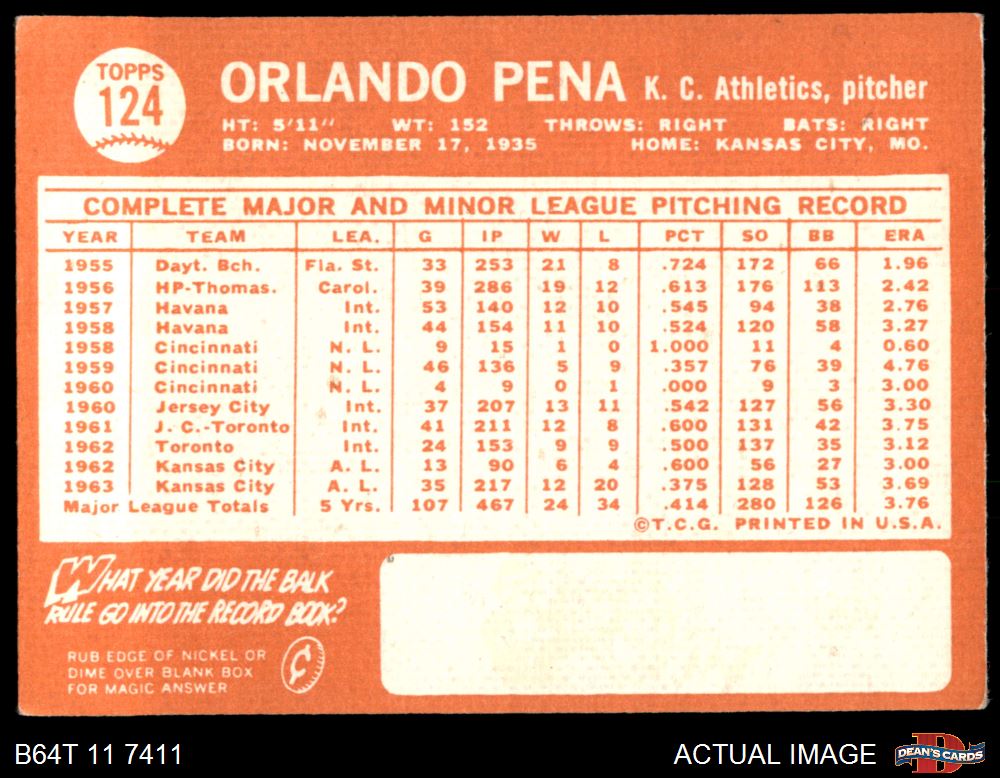 TOPPS
124
ORLANDO PENA K. C. Athletics, pitcher
HT: 5'11" WT: 152 THROWS: RIGHT BATS: RIGHT
BORN: NOVEMBER 17, 1935 HOME: KANSAS CITY, MO.
COMPLETE MAJOR AND MINOR LEAGUE PITCHING RECORD
YEAR TEAM LEA. G IP W L PCT SO BB ERA
1955 Dayt. Bch. Fla. St. 33 253 21 8 .724 172 66 1.96
1956 HP-Thomas. Carol. 39 286 19 12 .613 176 113 2.42
1957 Havana Int. 53 140 12 10 .545 94 38 2.76
1958 Havana Int. 44 154 11 10 .524 120 58 3.27
1958 Cincinnati N. L. 9 15 1 0 1.000 11 4 0.60
1959 Cincinnati N. L. 46 136 5 9 .357 76 39 4.76
1960 Cincinnati N. L. 4 9 0 1 .000 9 3 3.00
1960 Jersey City Int. 37 207 13 11 .542 127 56 3.30
1961 J. C.-Toronto Int. 41 211 12 8 .600 131 42 3.75
1962 Toronto Int. 24 153 9 9 .500 137 35 3.12
1962 Kansas City A. L. 13 90 6 4 .600 56 27 3.00
1963 Kansas City A. L. 35 217 12 20 .375 128 53 3.69
Major League Totals 5 Yrs. 107 467 24 34 .414 280 126 3.76
©T.C.G. PRINTED IN U.S.A.
WHAT YEAR DID THE BALK
RULE GO INTO THE RECORD BOOK?
RUB EDGE OF NICKEL OR
DIME OVER BLANK BOX
FOR MAGIC ANSWER
¢
B64T 11 7411 ACTUAL IMAGE
DEAN'S CARDS